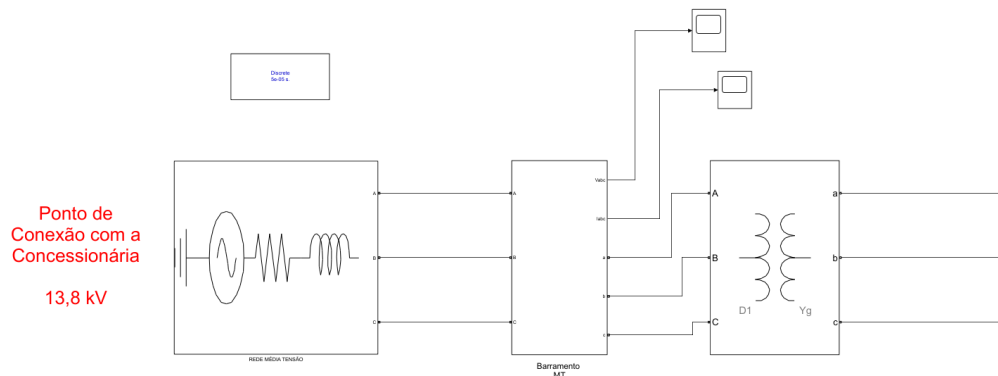 Discrete
5e-05 s.
Ponto de
Conexão com a
Concessionária
13,8 kV
A
B
C
REDE MÉDIA TENSÃO
A
B
C
Vabc
Iabc
a
b
c
Barramento
MT
A
B
C
D1
Yg
a
b
c